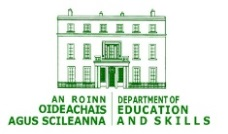 AN ROINN
OIDEACHAIS
AGUS SCILEANNA
DEPARTMENT OF
EDUCATION
AND SKILLS